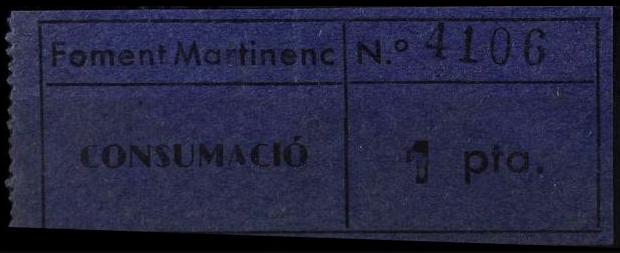 Foment Martinenc N.º 4106
CONSUMACIÓ 1 pta.